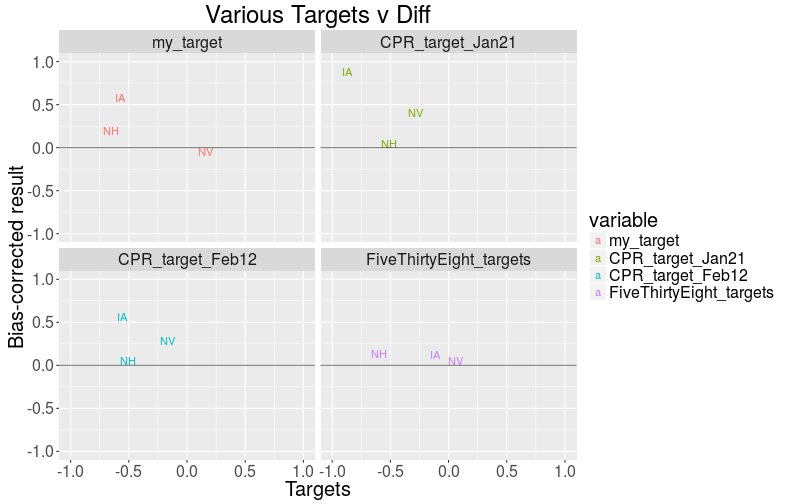 Various Targets v Diff
my_target
CPR_target_Jan21
1.0
0.5
0.0
-0.5
-1.0
IA
NH
NV
IA
NV
NH
CPR_target_Feb12
FiveThirtyEight_targets
1.0
0.5
0.0
-0.5
-1.0
IA
NV
NH
NH
IA
NV
-1.0 -0.5 0.0 0.5 1.0 -1.0 -0.5 0.0 0.5 1.0
Targets
Bias-corrected result
variable
a my_target
a CPR_target_Jan21
a CPR_target_Feb12
a FiveThirtyEight_targets